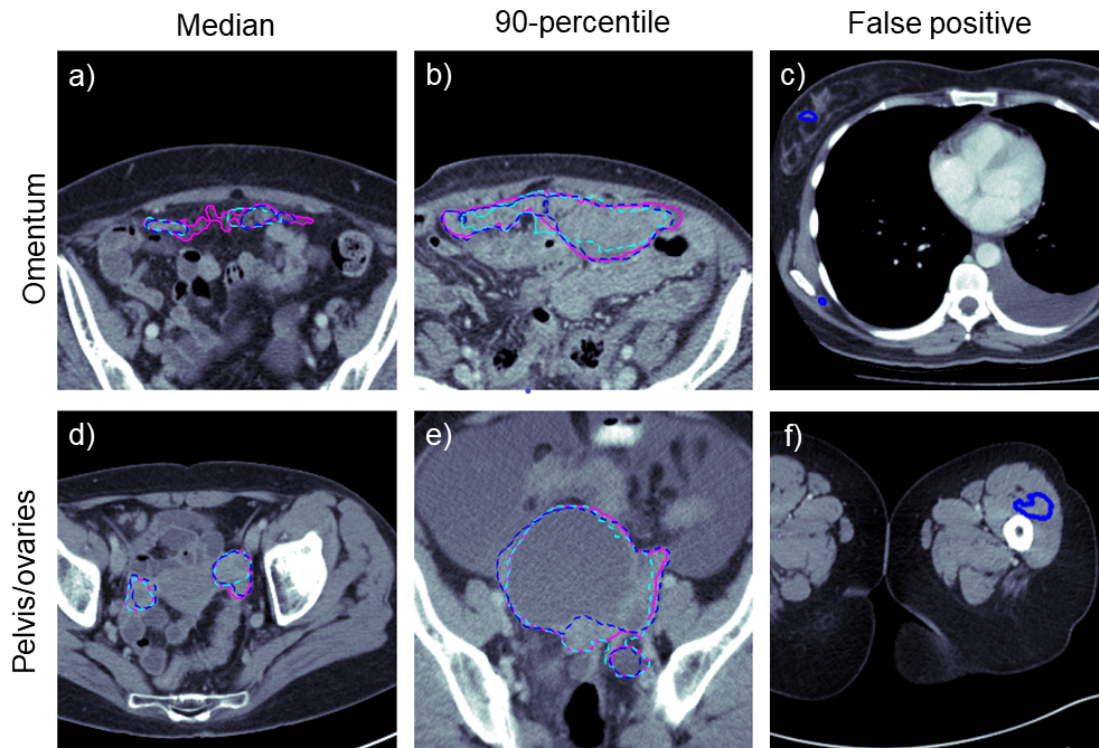 Median
90-percentile
False positive
Omentum
a)
b)
c)
Pelvis/ovaries
d)
e)
f)